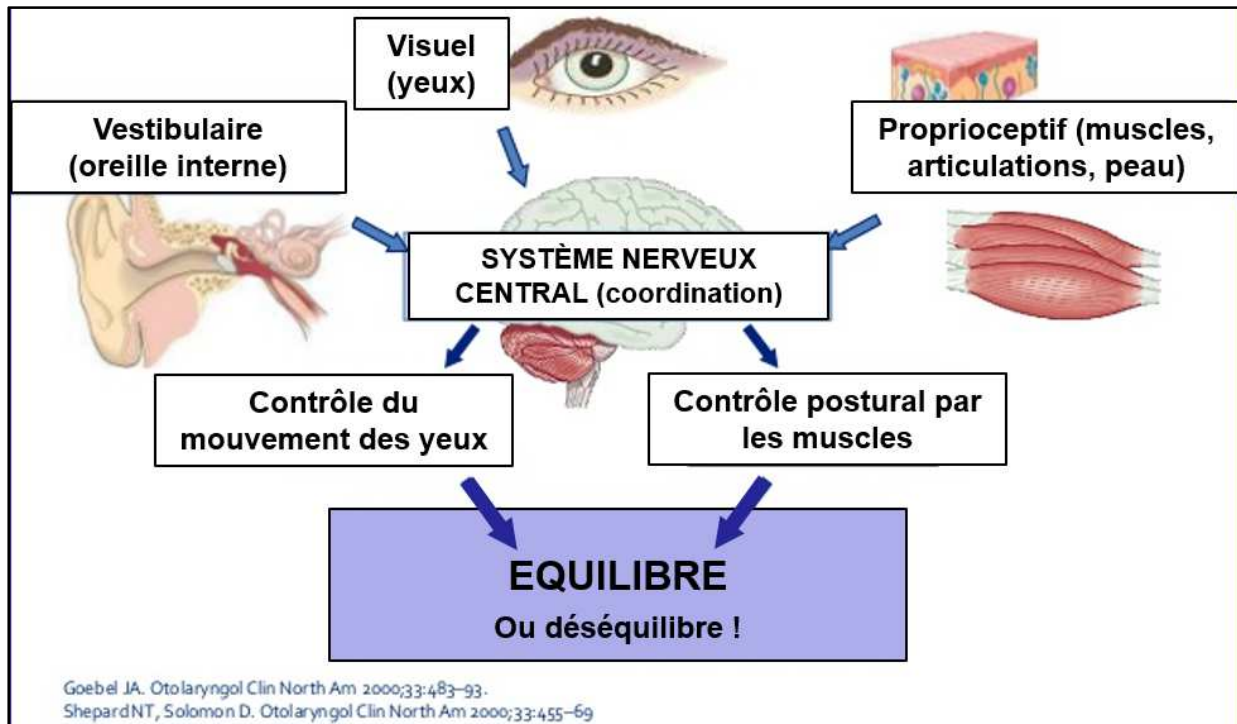 Visuel
(yeux)
Vestibulaire
(oreille interne)
Proprioceptif (muscles,
articulations, peau)
SYSTÈME NERVEUX
CENTRAL (coordination)
Contrôle du
mouvement des yeux
Contrôle postural par
les muscles
EQUILIBRE
Ou déséquilibre !
Goebel JA. Otolaryngol Clin North Am 2000;33:483–93.
Shepard NT, Solomon D. Otolaryngol Clin North Am 2000;33:455–69